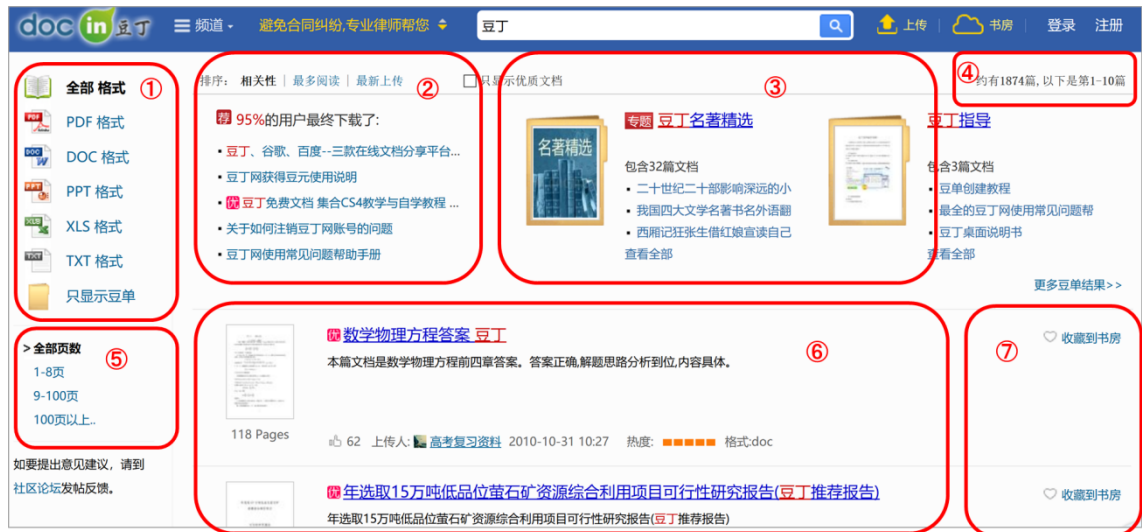 docin豆丁 频道 避免合同纠纷,专业律师帮您 豆丁 上传 书房 登录 注册
① 全部 格式
PDF 格式
DOC 格式
PPT 格式
XLS 格式
TXT 格式
只显示豆单
排序: 相关性 | 最多阅读 | 最新上传 ② 只显示优质文档 ③
④ 约有1874篇,以下是第1-10篇
荐 95%的用户最终下载了:
豆丁、谷歌、百度--三款在线文档分享平台...
豆丁网获得豆元使用说明
优 豆丁免费文档 集合CS4教学与自学教程 ...
关于如何注销豆丁网账号的问题
豆丁网使用常见问题帮助手册
名著精选
专题 豆丁名著精选
包含32篇文档
二十世纪二十部影响深远的小
我国四大文学名著书名外语翻
西厢记狂张生借红娘宣读自己
查看全部
豆丁指导
包含3篇文档
豆单创建教程
最全的豆丁网使用常见问题帮
豆丁桌面说明书
查看全部
更多豆单结果>>
⑤ >全部页数
1-8页
9-100页
100页以上..
如要提出意见建议，请到
社区论坛发帖反馈。
优 数学物理方程答案 豆丁 ⑥ ⑦ 收藏到书房
本篇文档是数学物理方程前四章答案。答案正确,解题思路分析到位,内容具体。
118 Pages 62 上传人: 高考复习资料 2010-10-31 10:27 热度: 格式:doc
优 年选取15万吨低品位萤石矿资源综合利用项目可行性研究报告(豆丁推荐报告) 收藏到书房
年选取15万吨低品位萤石矿资源综合利用项目可行性研究报告(豆丁推荐报告)